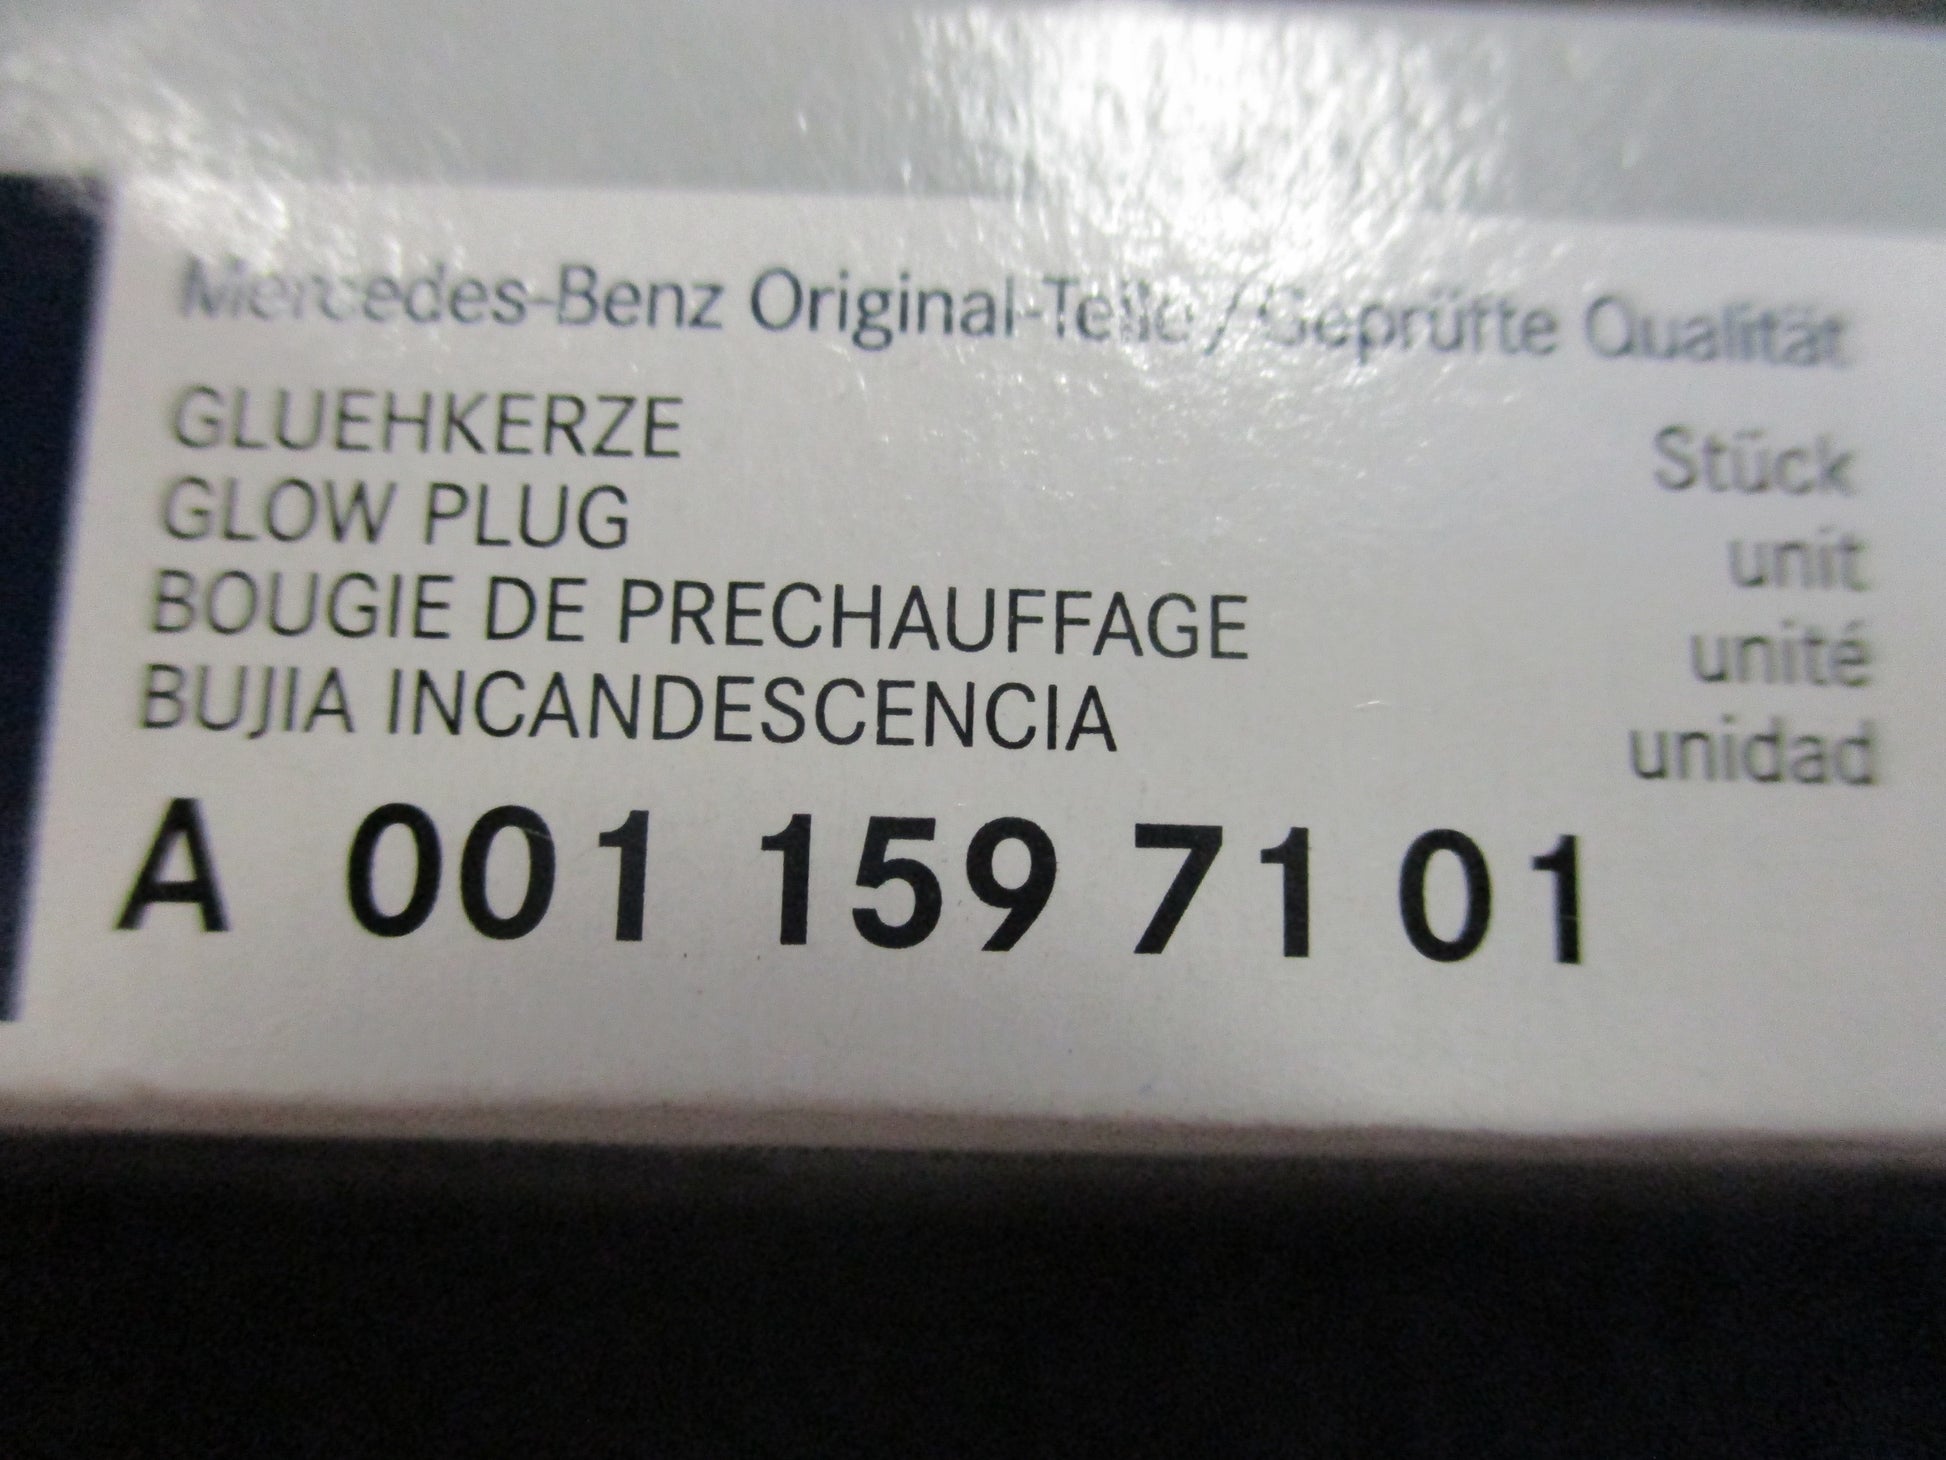 Mercedes-Benz Original-Teile / Geprüfte Qualität
GLUEHKERZE Stück
GLOW PLUG unit
BOUGIE DE PRECHAUFFAGE unité
BUJIA INCANDESCENCIA unidad
A 001 159 71 01